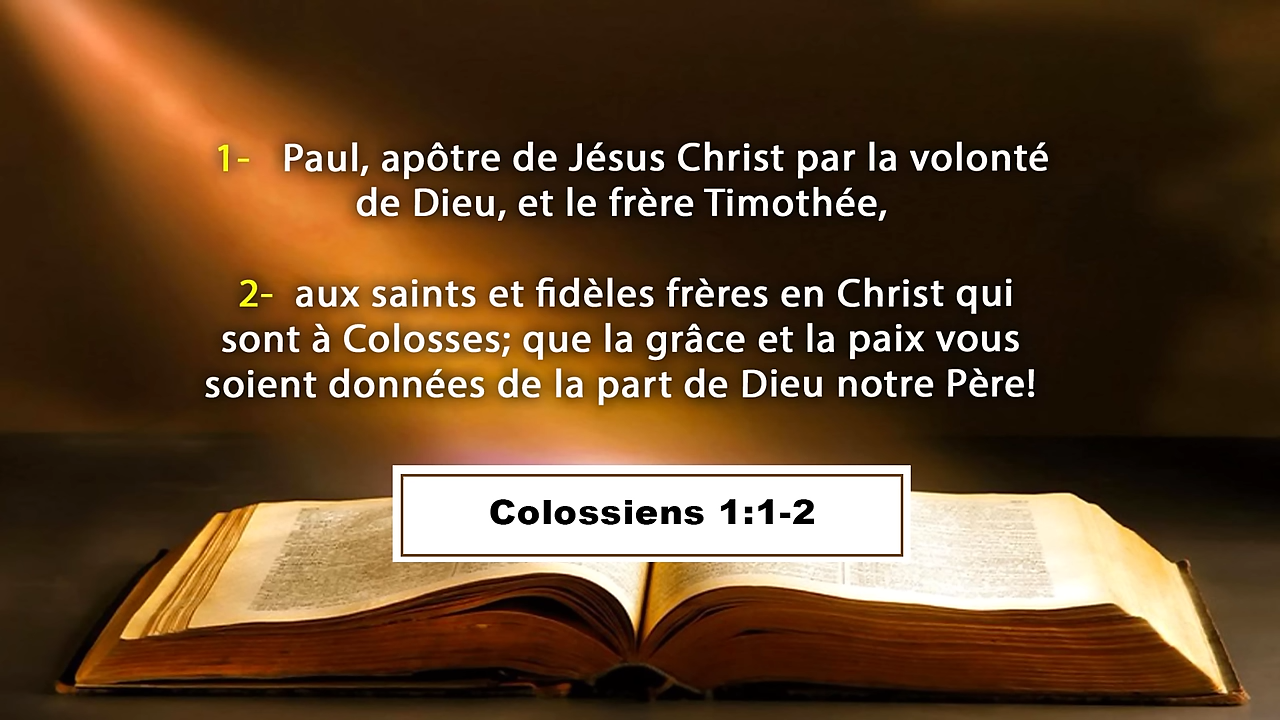 1- Paul, apôtre de Jésus Christ par la volonté
de Dieu, et le frère Timothée,
2- aux saints et fidèles frères en Christ qui
sont à Colosses; que la grâce et la paix vous
soient données de la part de Dieu notre Père!
Colossiens 1:1-2